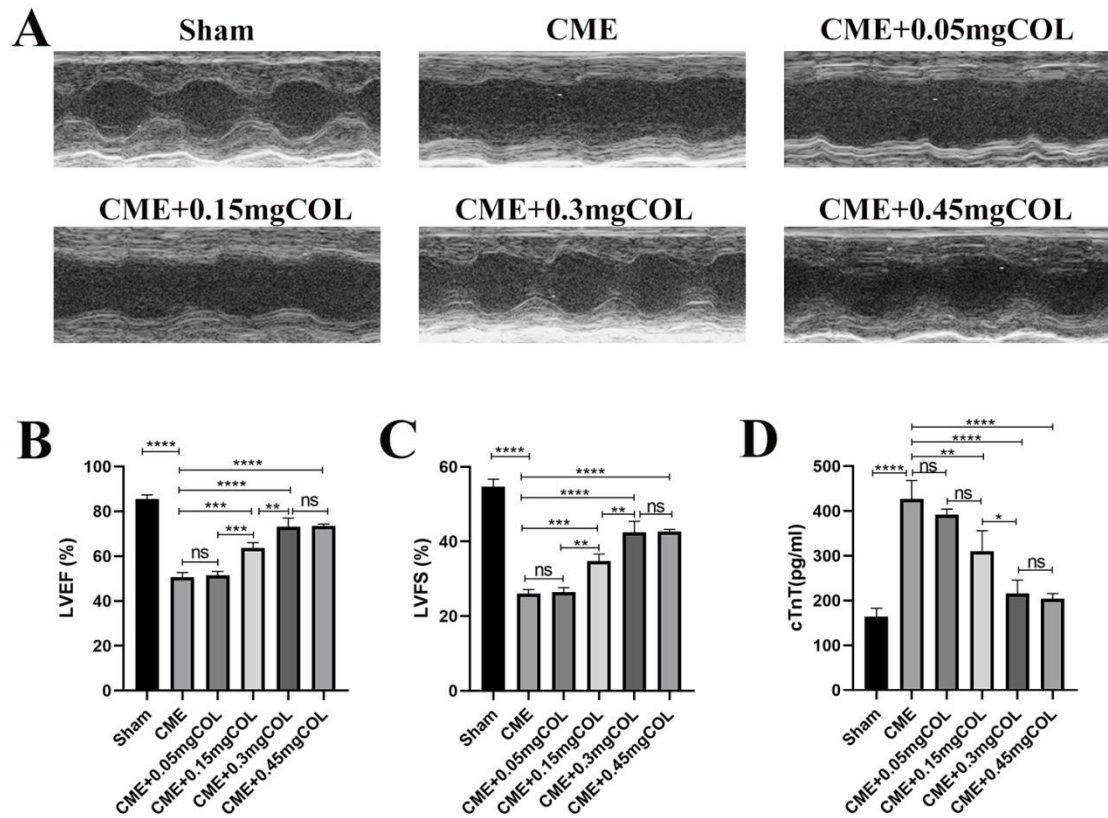 A
Sham
CME
CME+0.05mgCOL
CME+0.15mgCOL
CME+0.3mgCOL
CME+0.45mgCOL
B
LVEF (%)
100
80
60
40
20
0
****
****
****
***
**
ns
***
ns
Sham
CME
CME+0.05mgCOL
CME+0.15mgCOL
CME+0.3mgCOL
CME+0.45mgCOL
C
LVFS (%)
60
40
20
0
****
****
****
***
**
ns
**
ns
Sham
CME
CME+0.05mgCOL
CME+0.15mgCOL
CME+0.3mgCOL
CME+0.45mgCOL
D
cTnT(pg/ml)
500
400
300
200
100
0
****
****
**
****
ns
ns
*
ns
Sham
CME
CME+0.05mgCOL
CME+0.15mgCOL
CME+0.3mgCOL
CME+0.45mgCOL